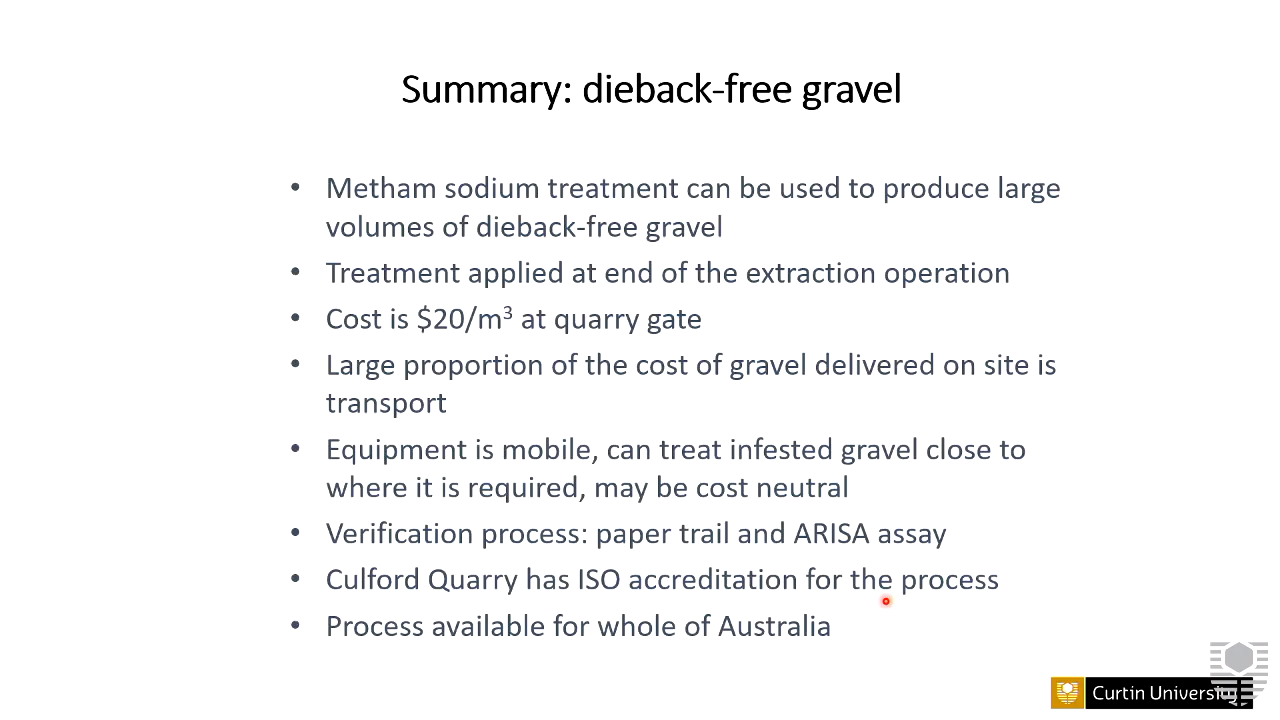 Summary: dieback-free gravel
• Metham sodium treatment can be used to produce large
volumes of dieback-free gravel
• Treatment applied at end of the extraction operation
• Cost is $20/m³ at quarry gate
• Large proportion of the cost of gravel delivered on site is
transport
• Equipment is mobile, can treat infested gravel close to
where it is required, may be cost neutral
• Verification process: paper trail and ARISA assay
• Culford Quarry has ISO accreditation for the process
• Process available for whole of Australia
Curtin University